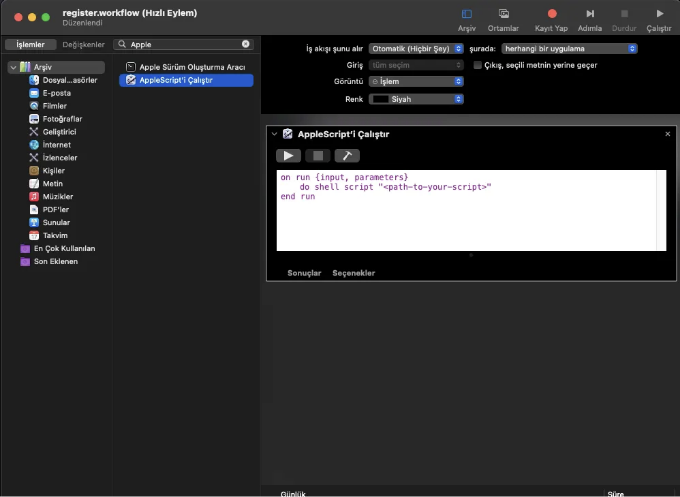 register.workflow (Hızlı Eylem)
Düzenlendi
Arşiv
Ortamlar
Kayıt Yap
Adımla
Durdur
Çalıştır
İşlemler
Değişkenler
Apple
Arşiv
Dosyal...asörler
E-posta
Filmler
Fotoğraflar
Geliştirici
İnternet
İzlenceler
Kişiler
Metin
Müzikler
PDF'ler
Sunular
Takvim
En Çok Kullanılan
Son Eklenen
Apple Sürüm Oluşturma Aracı
AppleScript'i Çalıştır
İş akışı şunu alır Otomatik (Hiçbir Şey) şurada: herhangi bir uygulama
Giriş tüm seçim Çıkış, seçili metnin yerine geçer
Görüntü İşlem
Renk Siyah
AppleScript'i Çalıştır
on run {input, parameters}
do shell script "<path-to-your-script>"
end run
Sonuçlar Seçenekler
Günlük Süre